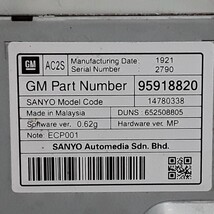 GM AC2S Manufacturing Date 1921
Serial Number 2790
GM Part Number 95918820
SANYO Model Code 14780338
Made in Malaysia DUNS 652508805
Software ver. 0.62g Hardware ver. MP
Note: ECP001
SANYO Automedia Sdn. Bhd.